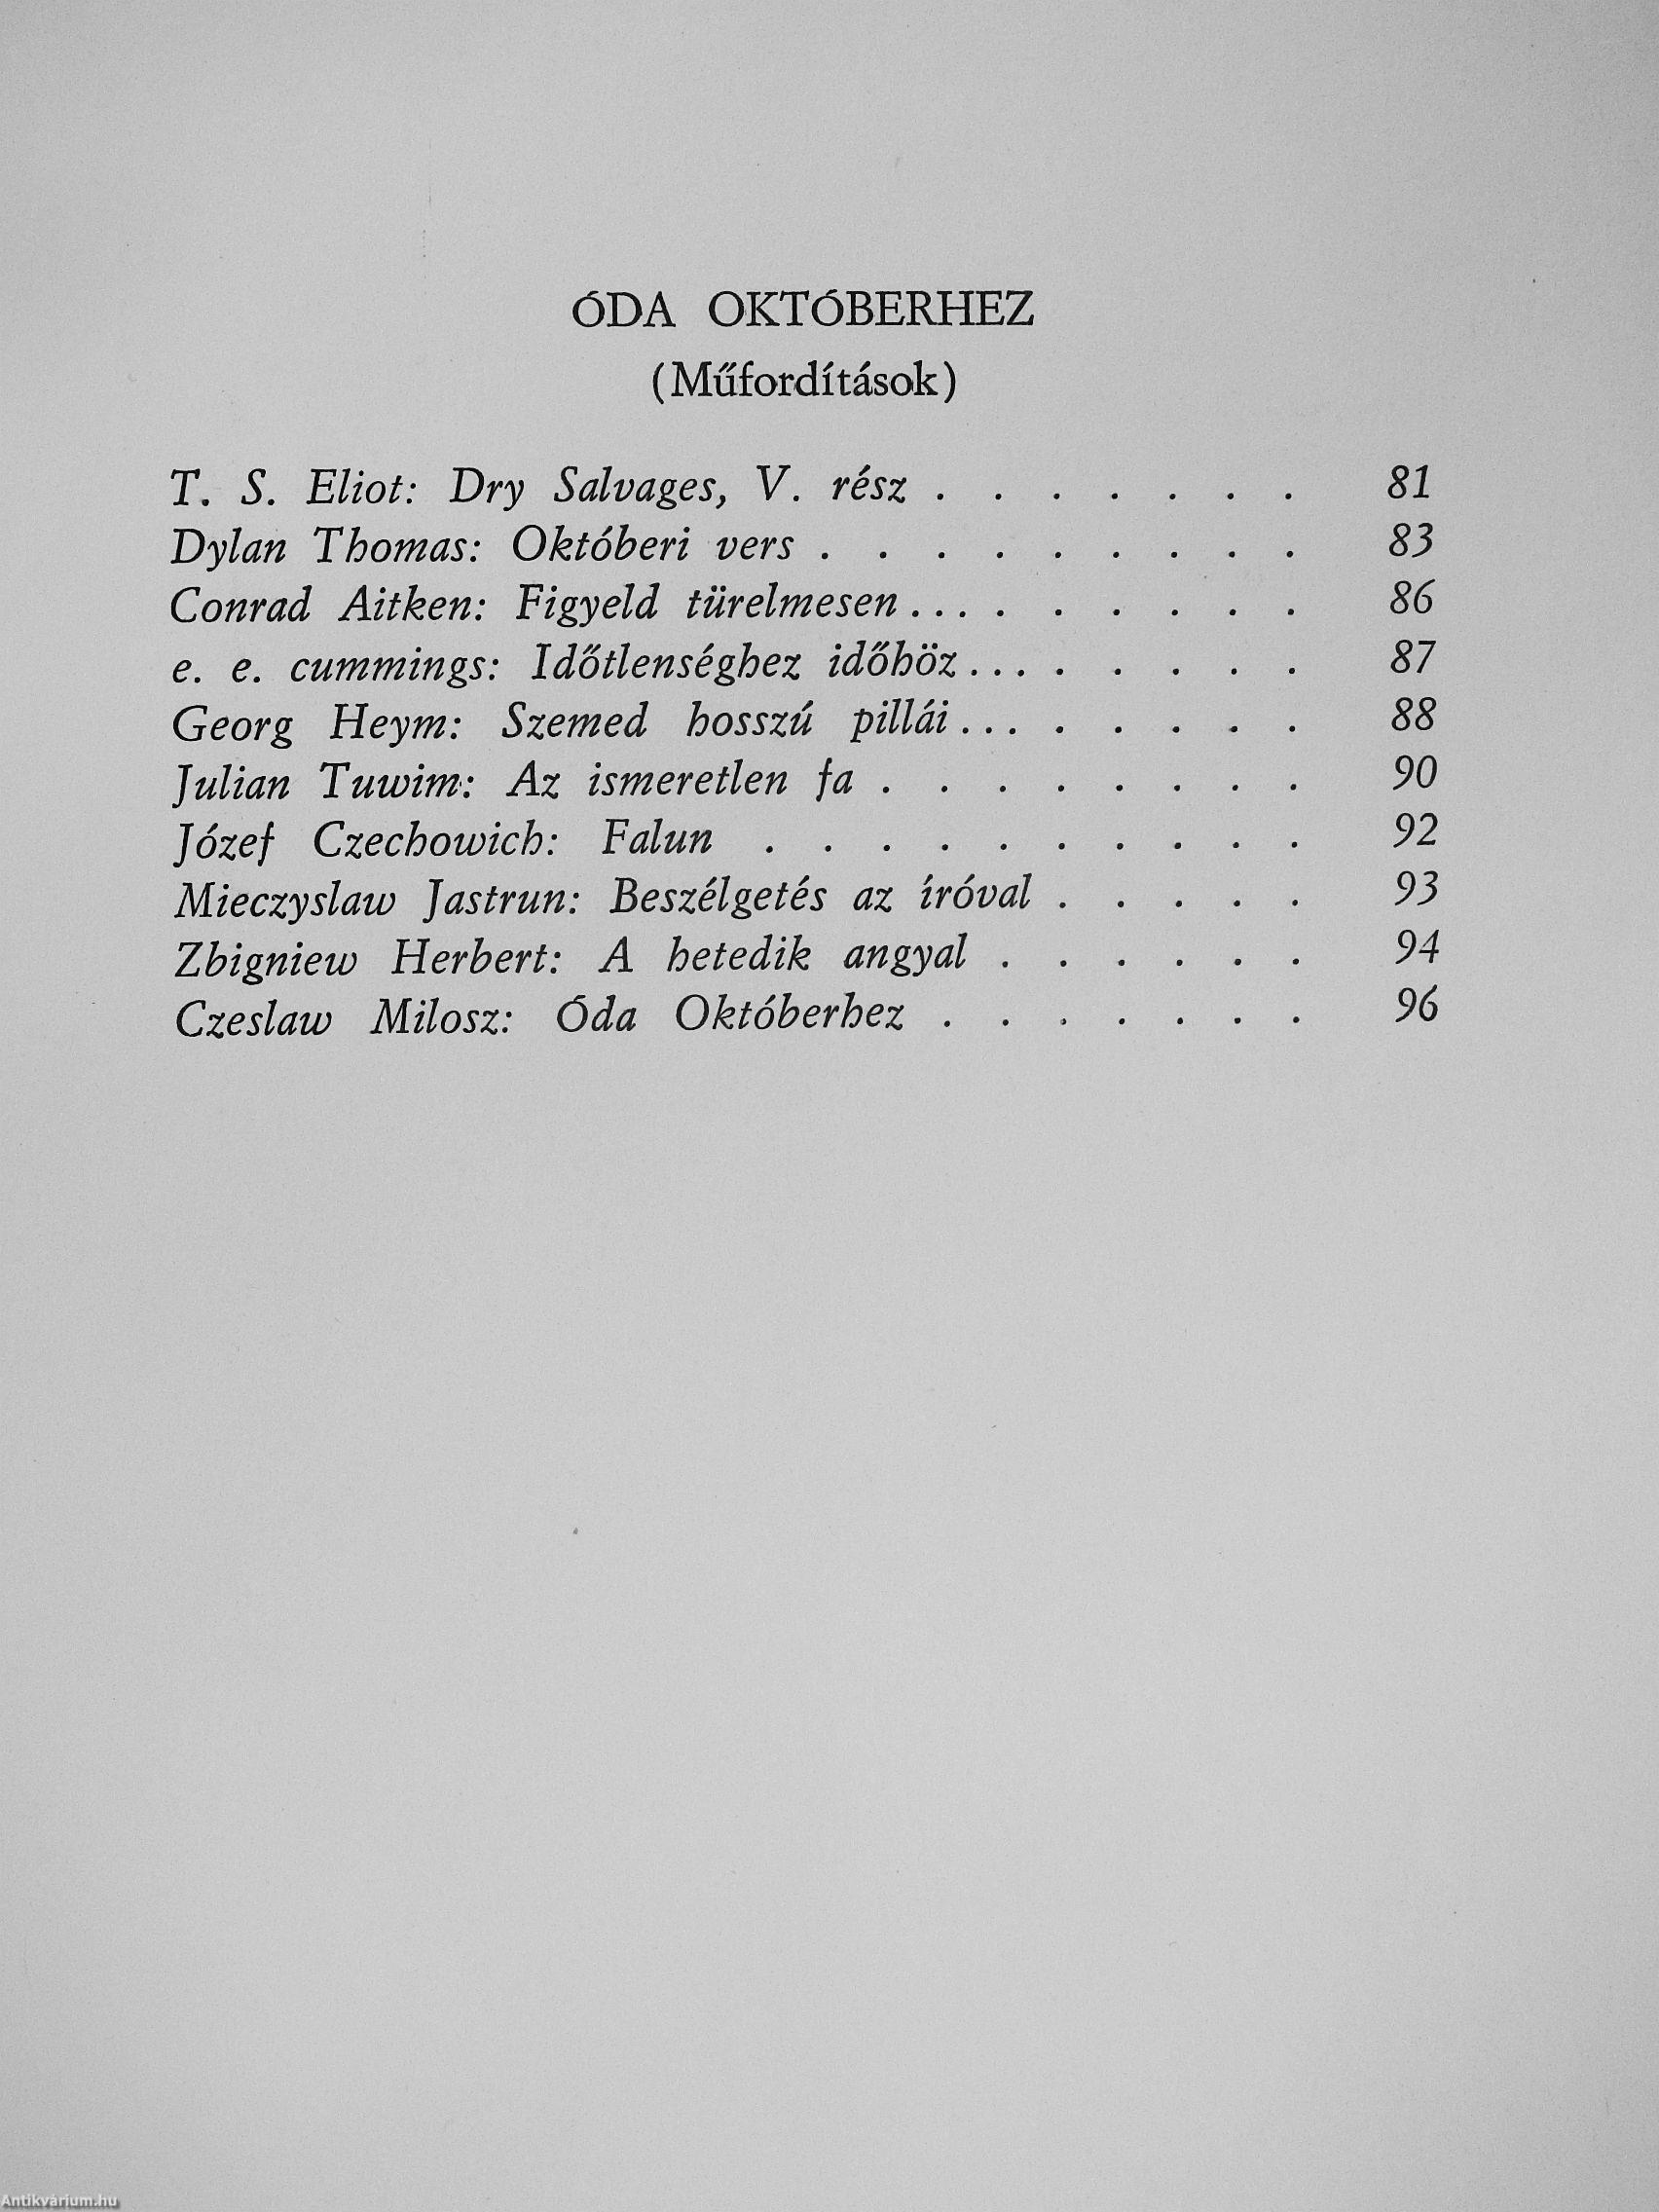 ÓDA OKTÓBERHEZ
(Műfordítások)
T. S. Eliot: Dry Salvages, V. rész . . . . . . . 81
Dylan Thomas: Októberi vers . . . . . . . . . 83
Conrad Aitken: Figyeld türelmesen . . . . . . . . . 86
e. e. cummings: Időtlenséghez időhöz . . . . . . . . 87
Georg Heym: Szemed hosszú pillái . . . . . . . . 88
Julian Tuwim: Az ismeretlen fa . . . . . . . . 90
Józef Czechowich: Falun . . . . . . . . . . 92
Mieczyslaw Jastrun: Beszélgetés az íróval . . . . . 93
Zbigniew Herbert: A hetedik angyal . . . . . . 94
Czeslaw Milosz: Óda Októberhez . . . . . . . 96
Antikvárium.hu